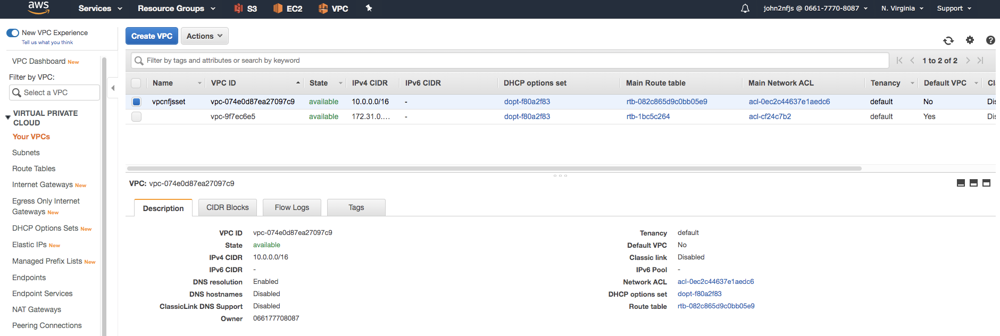 aws Services Resource Groups S3 EC2 VPC john2nfjs @ 0661-7770-8087 N. Virginia Support
New VPC Experience
Tell us what you think
VPC Dashboard New
Filter by VPC:
Select a VPC
VIRTUAL PRIVATE
CLOUD
Your VPCs
Subnets
Route Tables
Internet Gateways New
Egress Only Internet
Gateways New
DHCP Options Sets New
Elastic IPs New
Managed Prefix Lists New
Endpoints
Endpoint Services
NAT Gateways
Peering Connections
Create VPC Actions
Filter by tags and attributes or search by keyword 1 to 2 of 2
Name VPC ID State IPv4 CIDR IPv6 CIDR DHCP options set Main Route table Main Network ACL Tenancy Default VPC Cl
vpcnfjsset vpc-074e0d87ea27097c9 available 10.0.0.0/16 - dopt-f80a2f83 rtb-082c865d9c0bb05e9 acl-0ec2c44637e1aedc6 default No Dis
vpc-9f7ec6e5 available 172.31.0.... - dopt-f80a2f83 rtb-1bc5c264 acl-cf24c7b2 default Yes Dis
VPC: vpc-074e0d87ea27097c9
Description CIDR Blocks Flow Logs Tags
VPC ID vpc-074e0d87ea27097c9
State available
IPv4 CIDR 10.0.0.0/16
IPv6 CIDR -
DNS resolution Enabled
DNS hostnames Disabled
ClassicLink DNS Support Disabled
Owner 066177708087
Tenancy default
Default VPC No
Classic link Disabled
IPv6 Pool -
Network ACL acl-0ec2c44637e1aedc6
DHCP options set dopt-f80a2f83
Route table rtb-082c865d9c0bb05e9